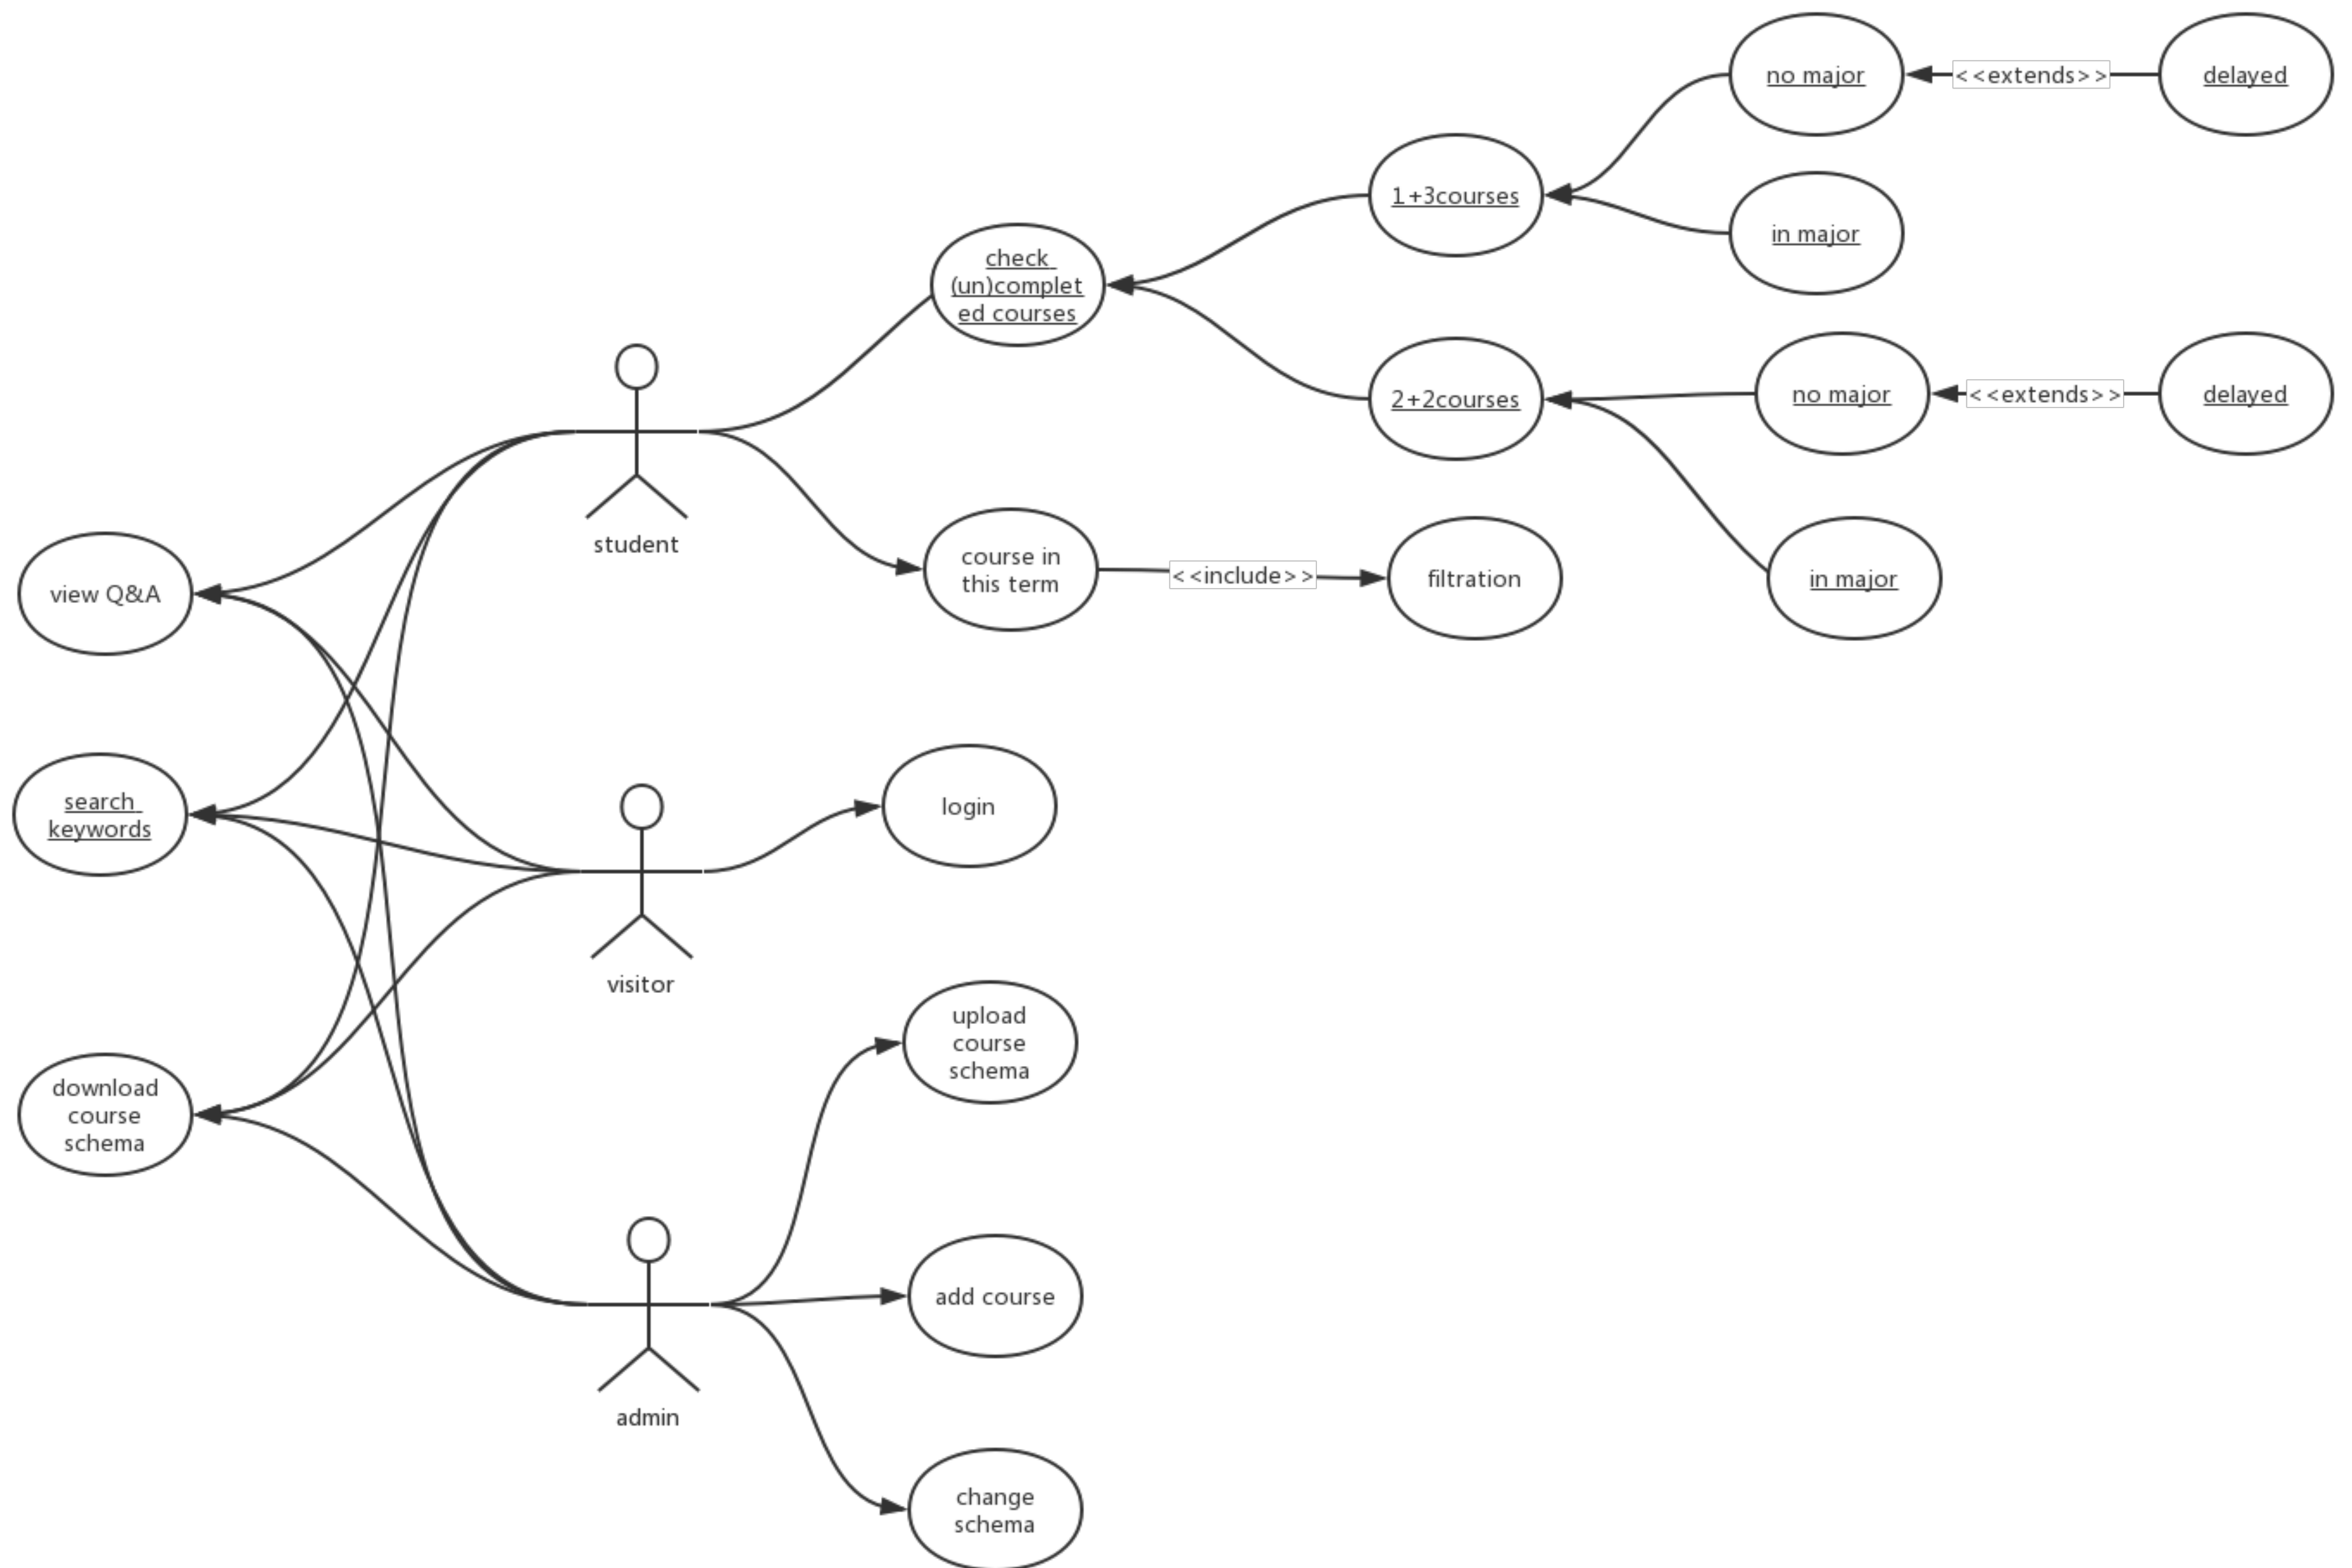 no major
<<extends>>
delayed
1+3courses
in major
check
(un)complet
ed courses
no major
<<extends>>
delayed
2+2courses
student
course in
this term
<<include>>
filtration
in major
view Q&A
search
keywords
login
visitor
upload
course
schema
download
course
schema
add course
admin
change
schema